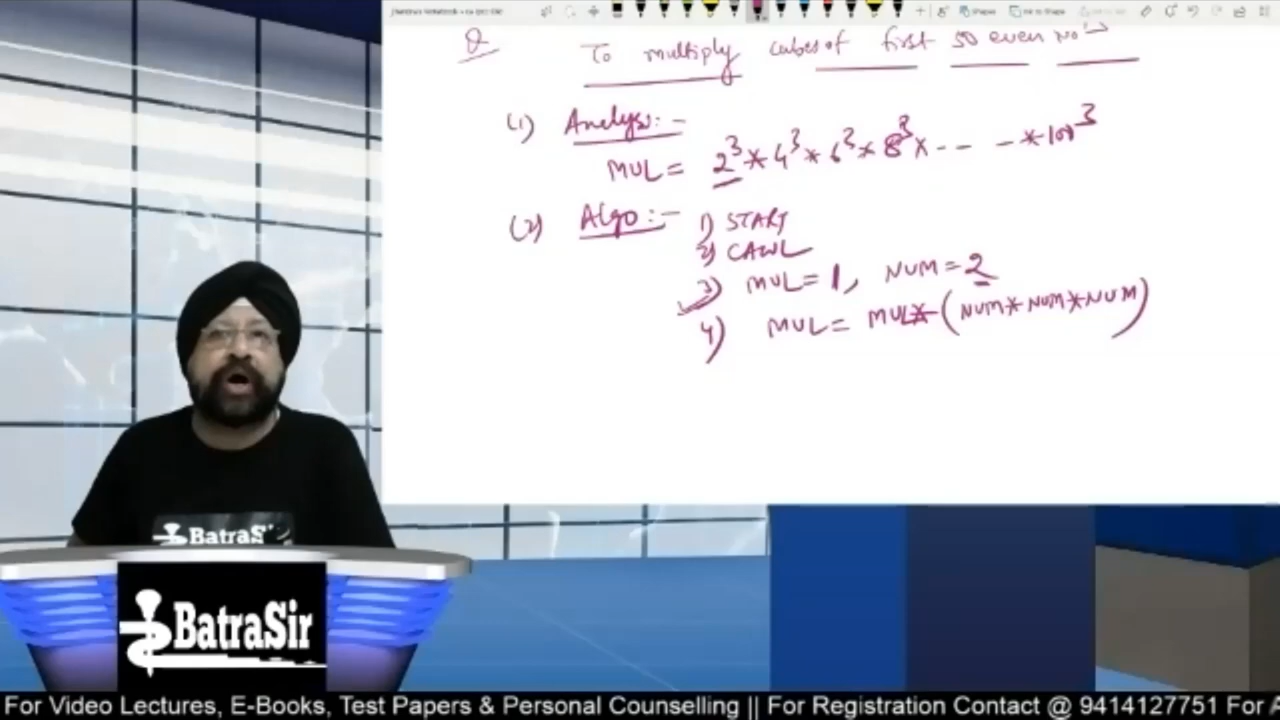 Q. To multiply cubes of first 50 even no's
(1) Analysis:-
MUL = 2³ * 4³ * 6³ * 8³ * -- - * 100³
(2) Algo:- 1) START
2) CAWL
3) MUL = 1, NUM = 2
4) MUL = MUL * (NUM * NUM * NUM)
BatraSir
BatraSir
For Video Lectures, E-Books, Test Papers & Personal Counselling || For Registration Contact @ 9414127751 For